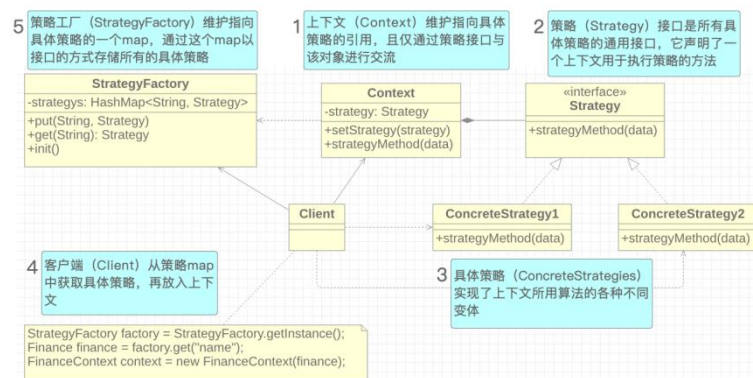 5 策略工厂（StrategyFactory）维护指向
具体策略的一个map，通过这个map以
接口的方式存储所有的具体策略
1 上下文（Context）维护指向具体
策略的引用，且仅通过策略接口与
该对象进行交流
2 策略（Strategy）接口是所有具
体策略的通用接口，它声明了一
个上下文用于执行策略的方法
StrategyFactory
-strategys: HashMap<String, Strategy>
+put(String, Strategy)
+get(String): Strategy
+init()
Context
-strategy: Strategy
+setStrategy(strategy)
+strategyMethod(data)
«interface»
Strategy
+strategyMethod(data)
Client
ConcreteStrategy1
+strategyMethod(data)
ConcreteStrategy2
+strategyMethod(data)
4 客户端（Client）从策略map
中获取具体策略，再放入上下
文
3 具体策略（ConcreteStrategies）
实现了上下文所用算法的各种不同
变体
StrategyFactory factory = StrategyFactory.getInstance();
Finance finance = factory.get("name");
FinanceContext context = new FinanceContext(finance);